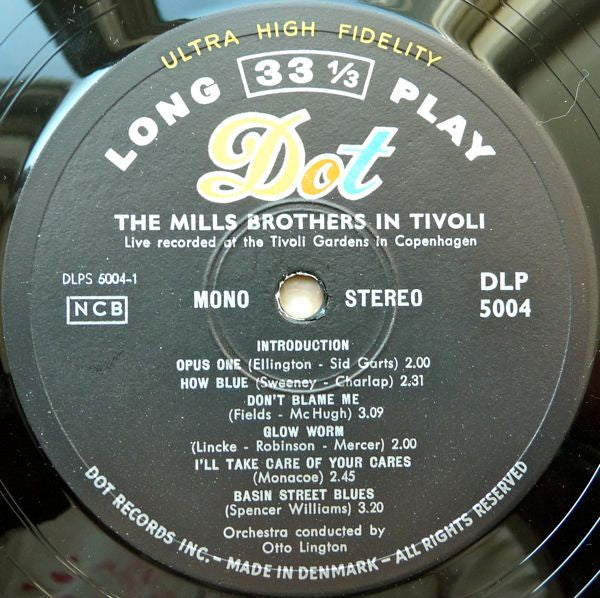 ULTRA HIGH FIDELITY
LONG 33 1/3 PLAY
Dot
THE MILLS BROTHERS IN TIVOLI
Live recorded at the Tivoli Gardens in Copenhagen
DLPS 5004-1
NCB
MONO STEREO
DLP
5004
INTRODUCTION
OPUS ONE (Ellington - Sid Garts) 2.00
HOW BLUE (Sweeney - Charlap) 2.31
DON'T BLAME ME
(Fields - Mc Hugh) 3.09
GLOW WORM
(Lincke - Robinson - Mercer) 2.00
I'LL TAKE CARE OF YOUR CARES
(Monacoe) 2.45
BASIN STREET BLUES
(Spencer Williams) 3.20
Orchestra conducted by
Otto Lington
DOT RECORDS INC. - MADE IN DENMARK - ALL RIGHTS RESERVED